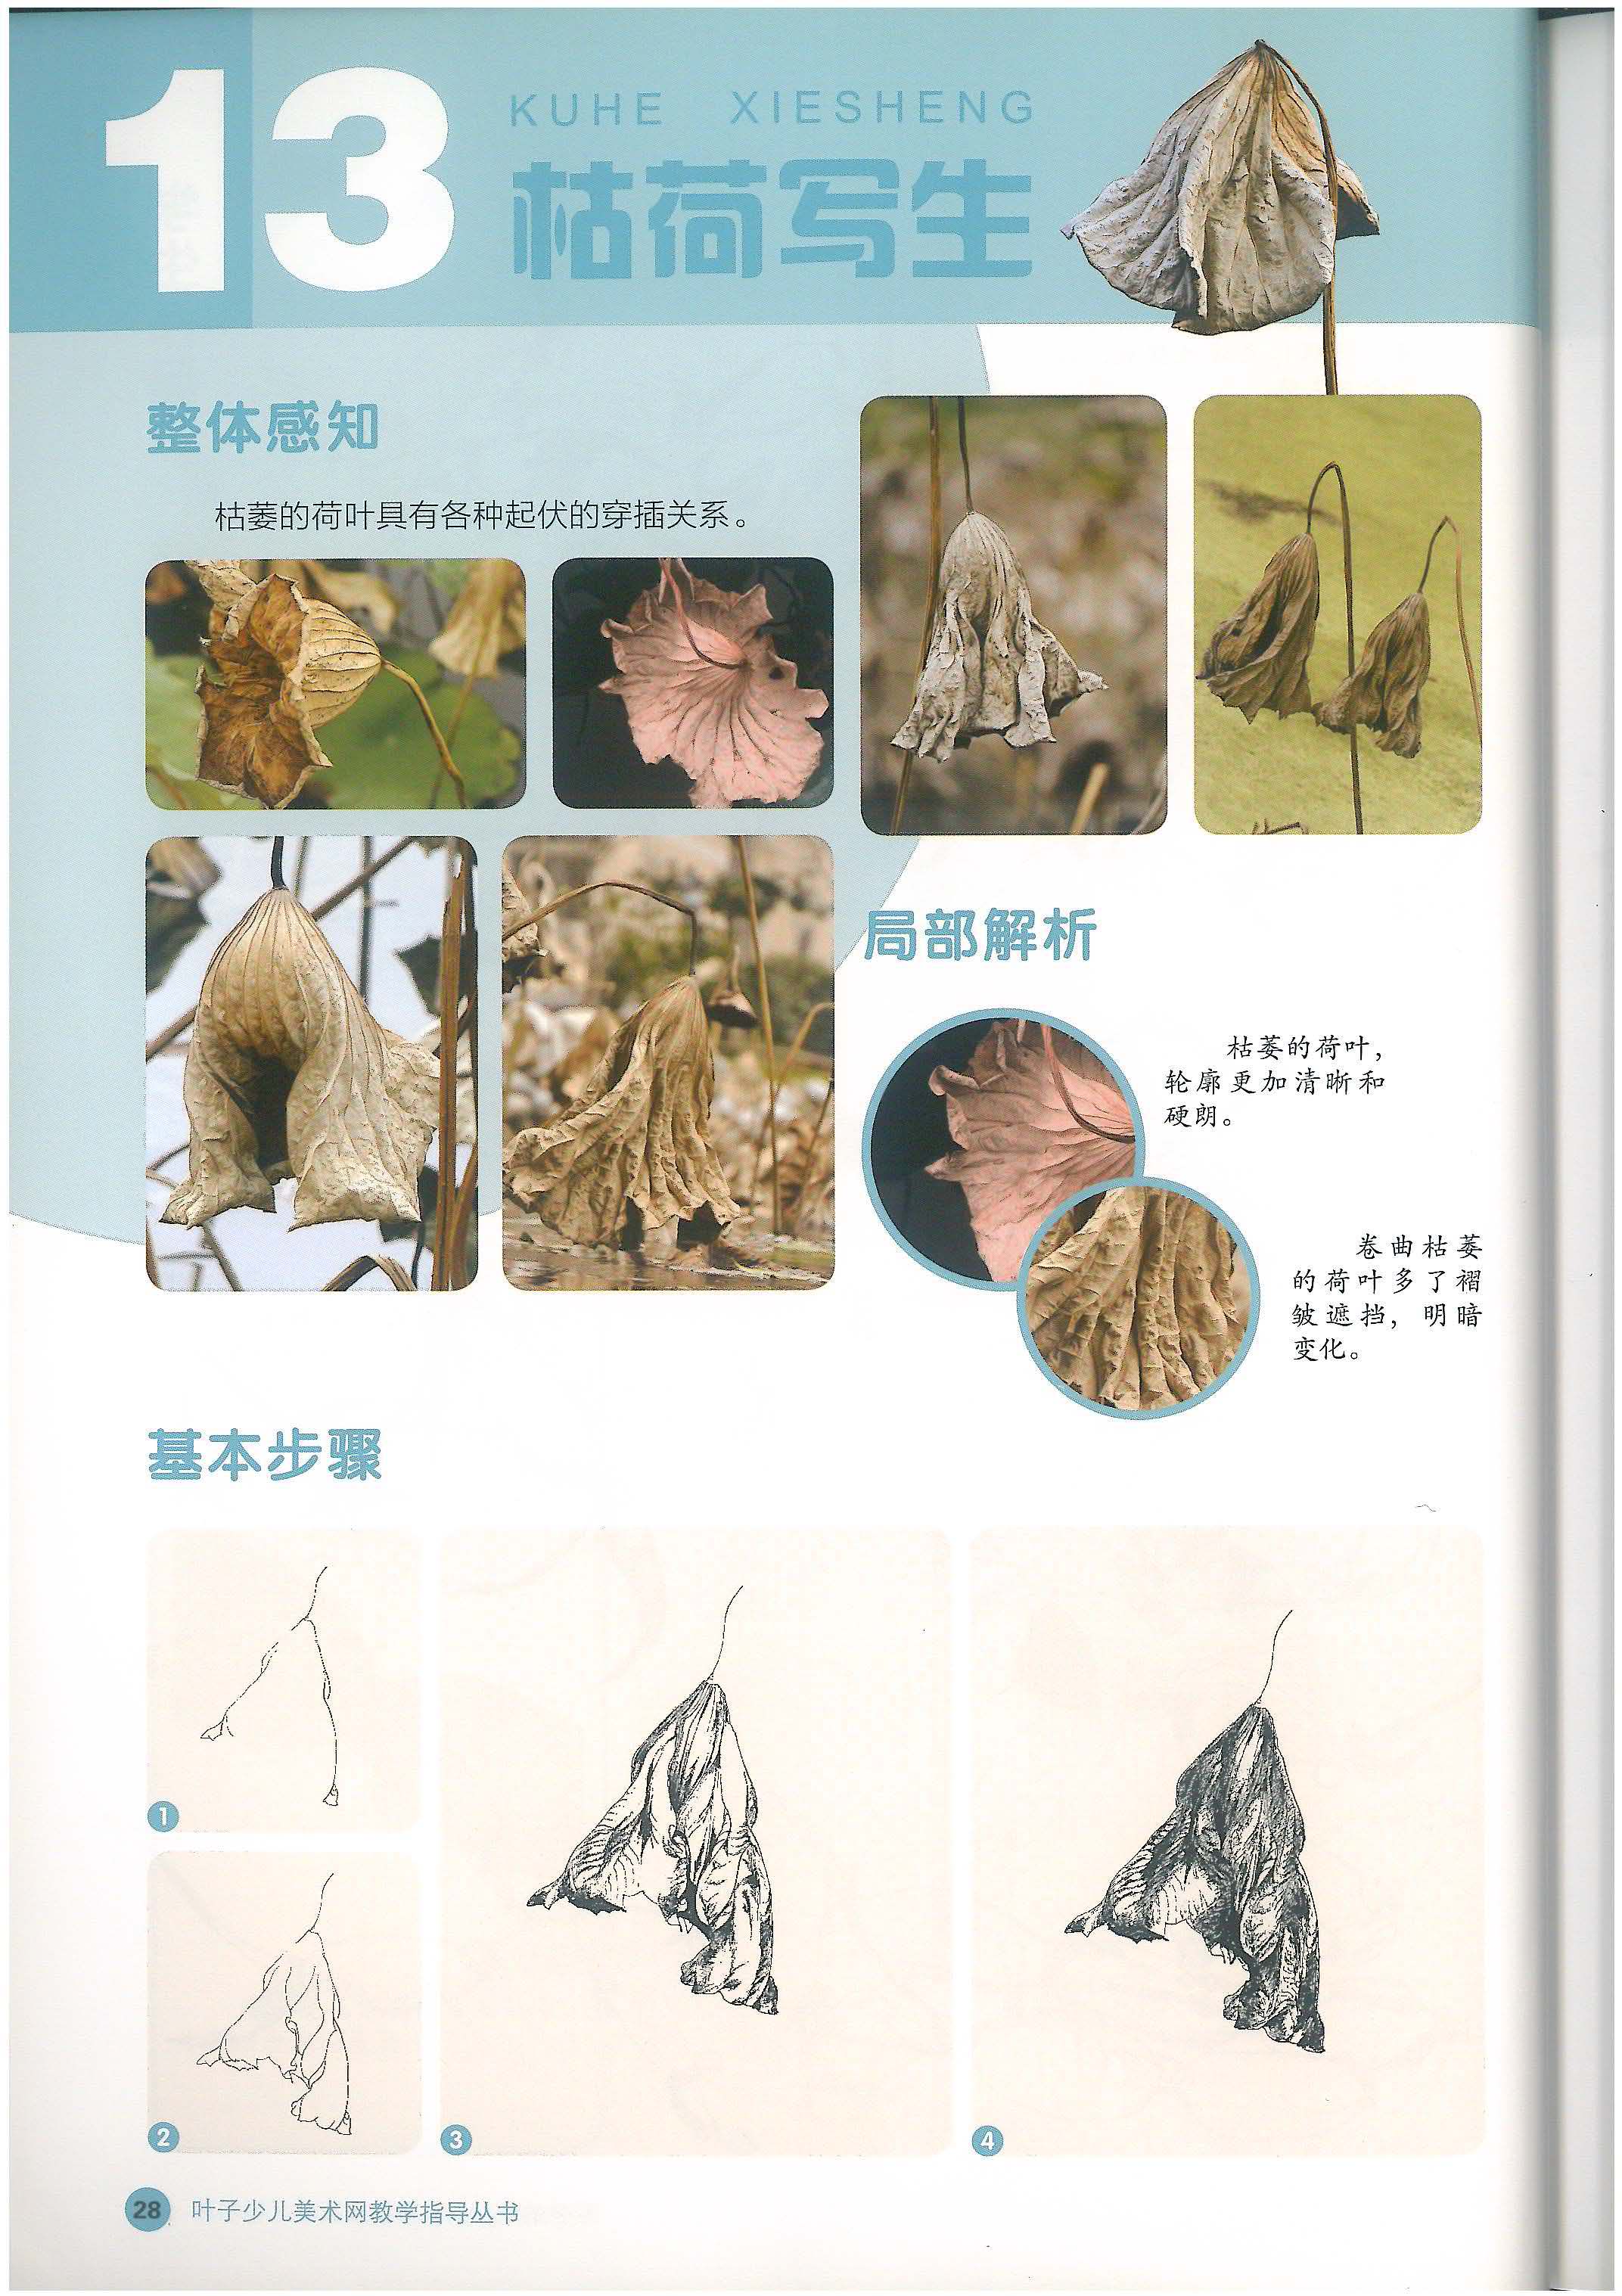 13
KUHE XIESHENG
枯荷写生
整体感知
枯萎的荷叶具有各种起伏的穿插关系。
局部解析
枯萎的荷叶，
轮廓更加清晰和
硬朗。
卷曲枯萎
的荷叶多了褶
皱遮挡，明暗
变化。
基本步骤
1
2
3
4
28 叶子少儿美术网教学指导丛书